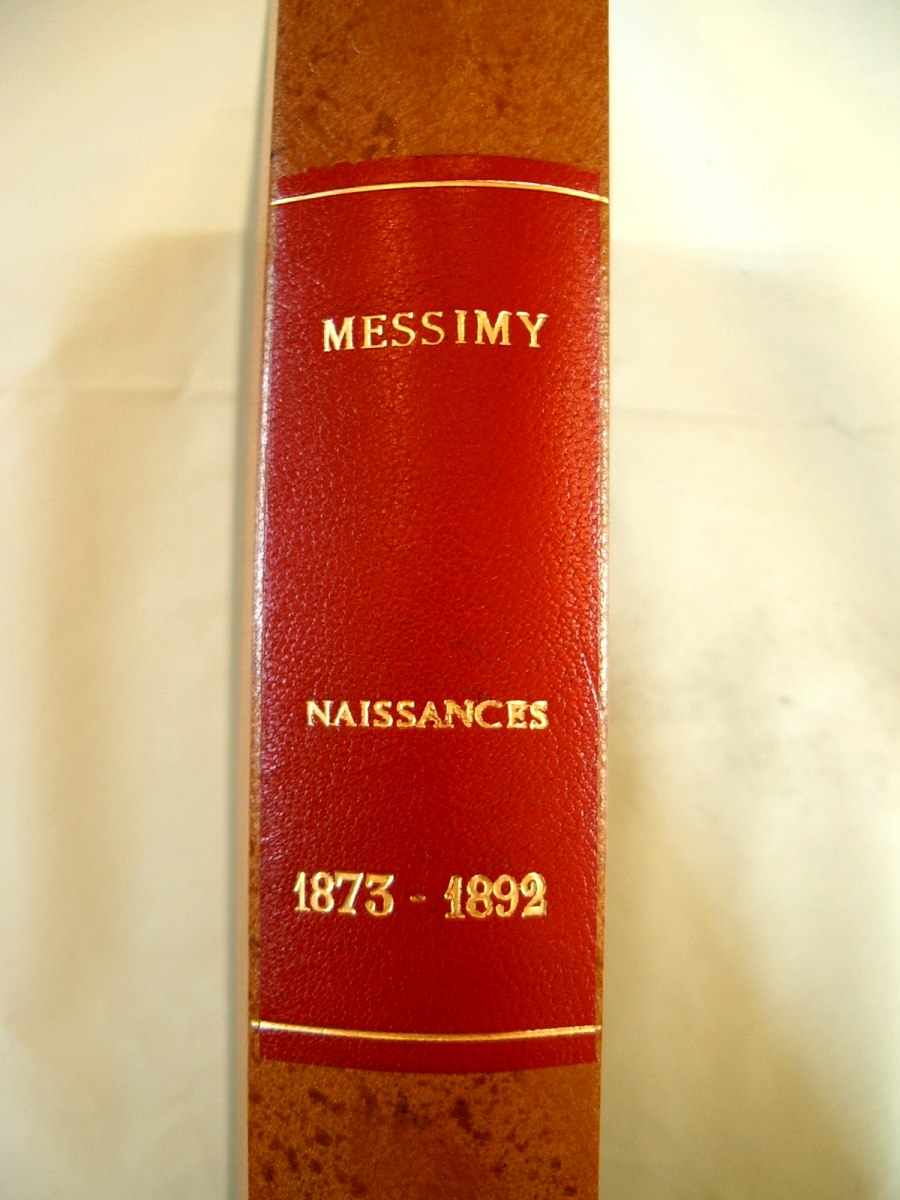 MESSIMY
NAISSANCES
1873 - 1892